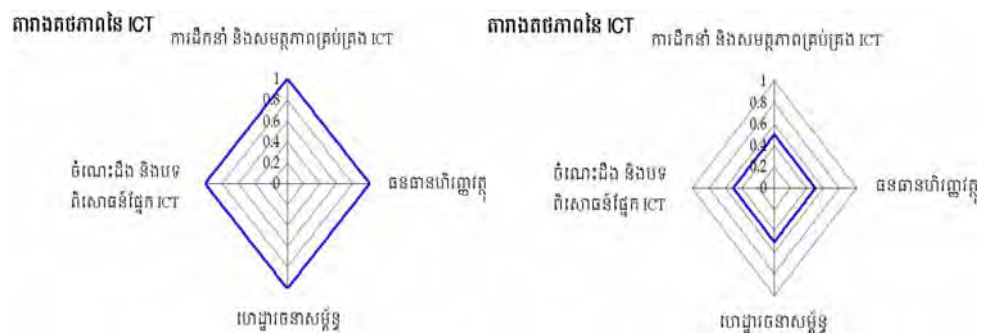 តារាងតថភាពនៃ ICT
ការដឹកនាំ និងសមត្ថភាពគ្រប់គ្រង ICT
1
0.8
0.6
0.4
0.2
0
ចំណេះដឹង និងបទ
ពិសោធន៍ផ្នែក ICT
ធនធានហិរញ្ញវត្ថុ
ហេដ្ឋារចនាសម្ព័ន្ធ
តារាងតថភាពនៃ ICT
ការដឹកនាំ និងសមត្ថភាពគ្រប់គ្រង ICT
1
0.8
0.6
0.4
0.2
0
ចំណេះដឹង និងបទ
ពិសោធន៍ផ្នែក ICT
ធនធានហិរញ្ញវត្ថុ
ហេដ្ឋារចនាសម្ព័ន្ធ